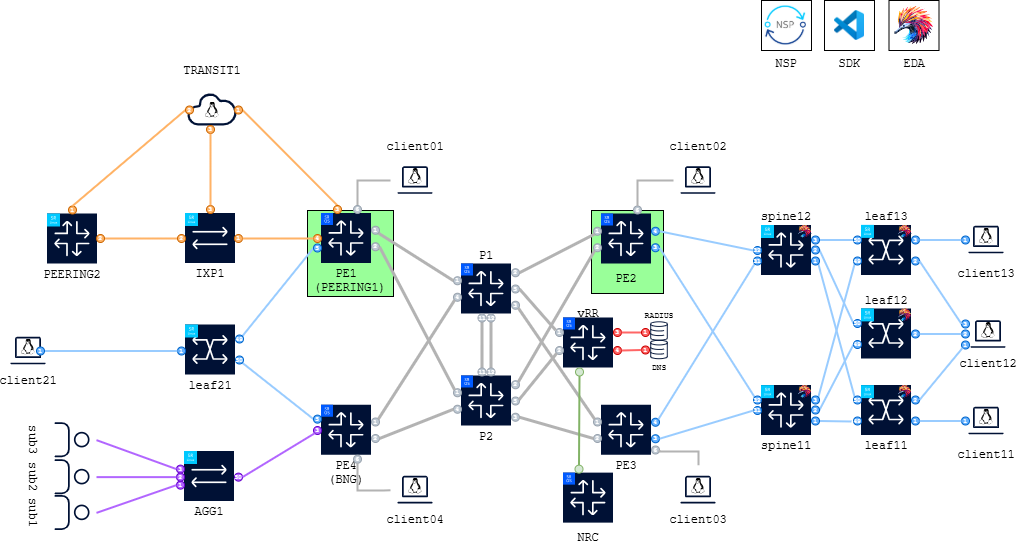 NSP
NSP
SDK
EDA
TRANSIT1
client01
client02
PEERING2
IXP1
PE1
(PEERING1)
P1
PE2
spine12
leaf13
client13
vRR
RADIUS
DNS
leaf12
client12
client21
leaf21
P2
PE4
(BNG)
PE3
spine11
leaf11
client11
sub3
sub2
sub1
AGG1
client04
client03
NRC